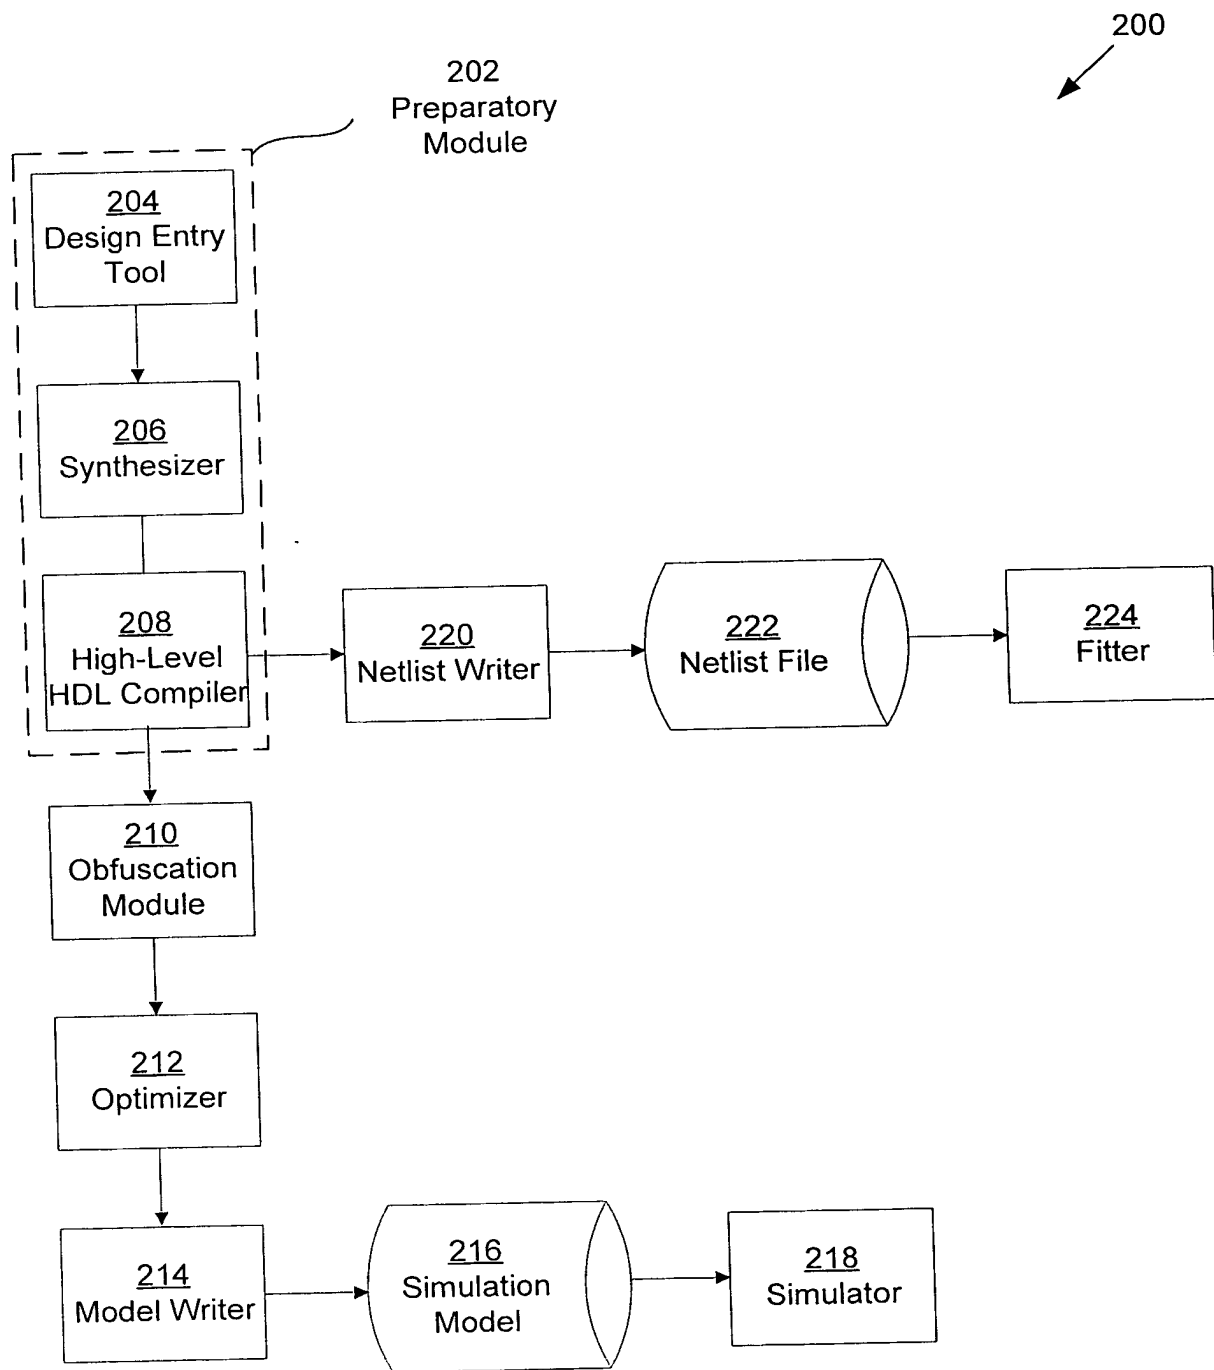 200
202
Preparatory
Module
204
Design Entry
Tool
206
Synthesizer
208
High-Level
HDL Compiler
220
Netlist Writer
222
Netlist File
224
Fitter
210
Obfuscation
Module
212
Optimizer
214
Model Writer
216
Simulation
Model
218
Simulator